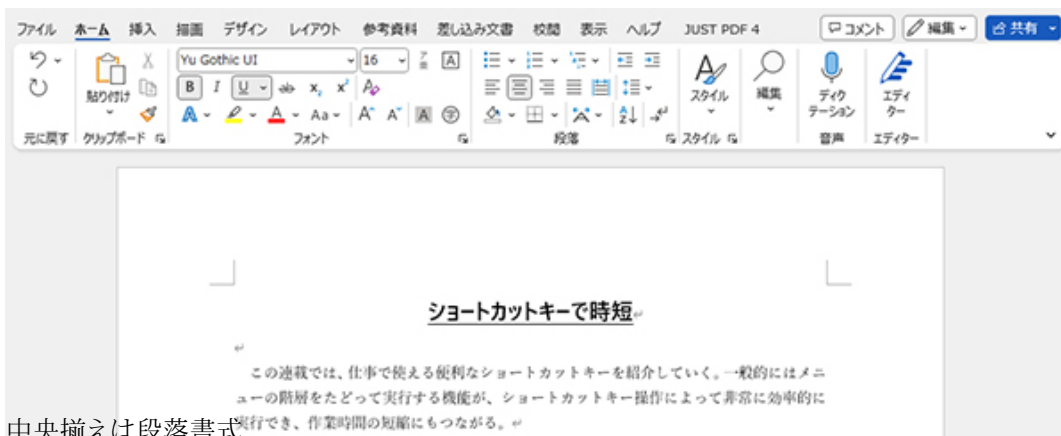 ファイル ホーム 挿入 描画 デザイン レイアウト 参考資料 差し込み文書 校閲 表示 ヘルプ JUST PDF 4 コメント 編集 共有
Yu Gothic UI 16
貼り付け
B I U ab x x A
A A Aa A A A 字
スタイル 編集 ディクテーション エディター
元に戻す クリップボード フォント 段落 スタイル 音声 エディター
ショートカットキーで時短
この連載では、仕事で使える便利なショートカットキーを紹介していく。一般的にはメニ
ューの階層をたどって実行する機能が、ショートカットキー操作によって非常に効率的に
実行でき、作業時間の短縮にもつながる。
中央揃えは段落書式